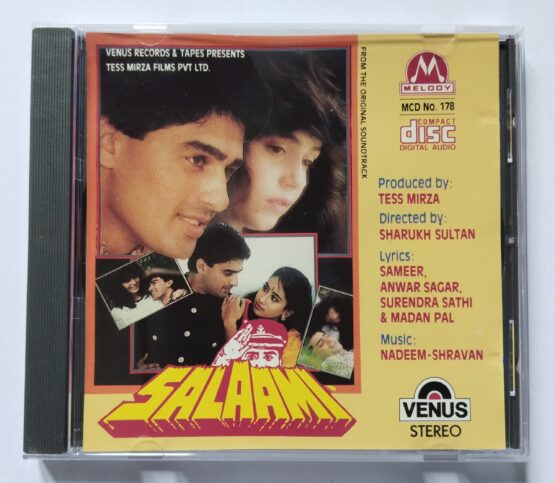 VENUS RECORDS & TAPES PRESENTS
TESS MIRZA FILMS PVT LTD.
FROM THE ORIGINAL SOUNDTRACK
SALAAMI
M
MELODY
MCD No. 178
COMPACT
disc
DIGITAL AUDIO
Produced by:
TESS MIRZA
Directed by:
SHARUKH SULTAN
Lyrics:
SAMEER,
ANWAR SAGAR,
SURENDRA SATHI
& MADAN PAL
Music:
NADEEM-SHRAVAN
VENUS
STEREO